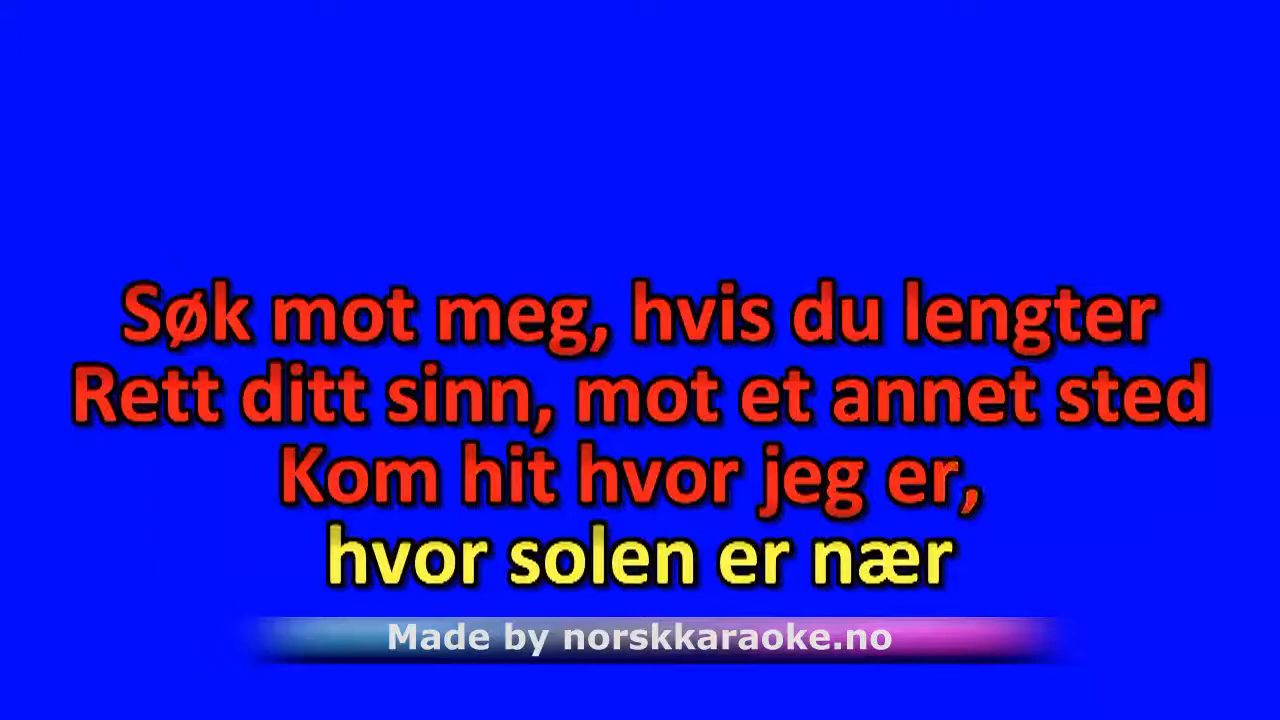 Søk mot meg, hvis du lengter
Rett ditt sinn, mot et annet sted
Kom hit hvor jeg er,
hvor solen er nær
Made by norskkaraoke.no